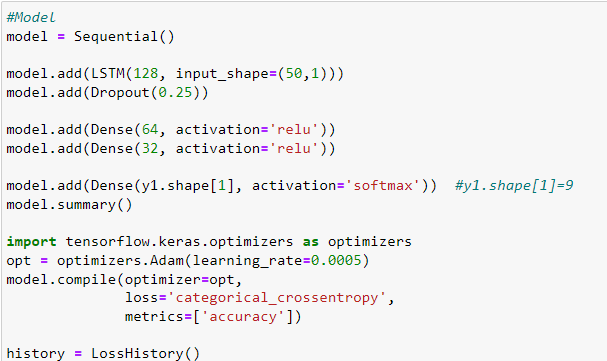 #Model
model = Sequential()
model.add(LSTM(128, input_shape=(50,1)))
model.add(Dropout(0.25))
model.add(Dense(64, activation='relu'))
model.add(Dense(32, activation='relu'))
model.add(Dense(y1.shape[1], activation='softmax'))  #y1.shape[1]=9
model.summary()
import tensorflow.keras.optimizers as optimizers
opt = optimizers.Adam(learning_rate=0.0005)
model.compile(optimizer=opt,
              loss='categorical_crossentropy',
              metrics=['accuracy'])
history = LossHistory()